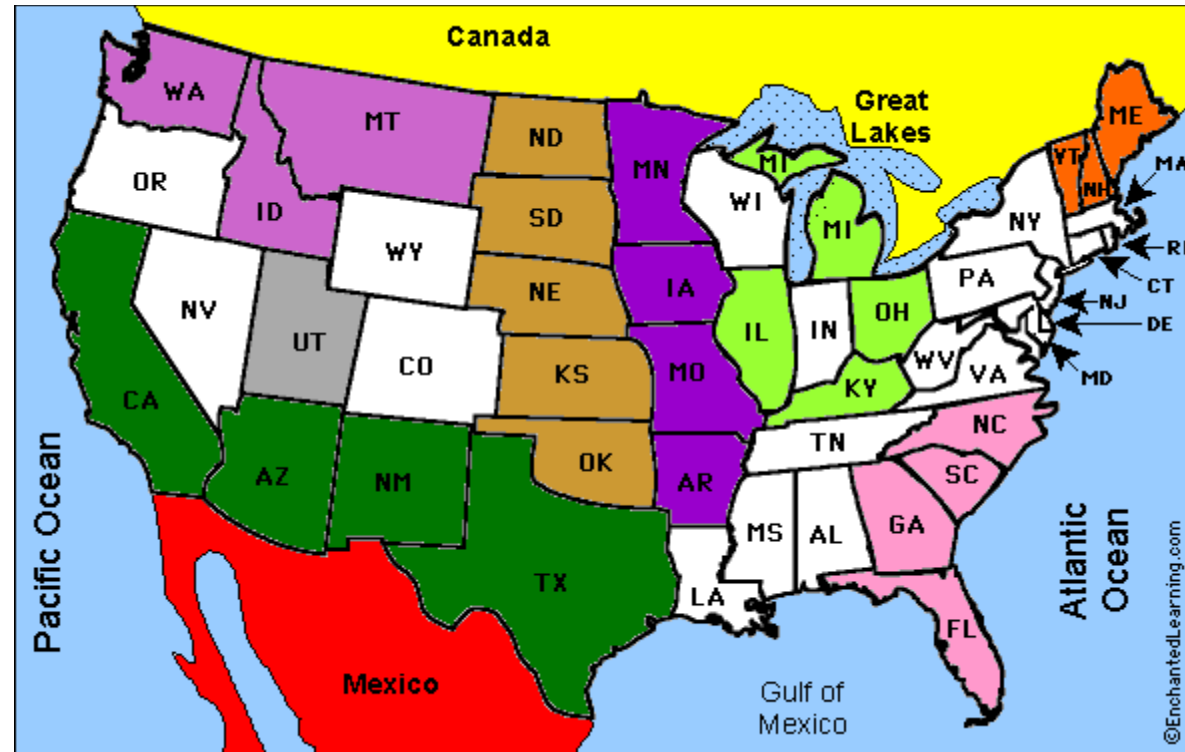 Canada
WA
MT
ND
MN
Great
Lakes
ME
VT
NH
MA
OR
ID
SD
WI
MI
MI
NY
RI
WY
NE
IA
PA
CT
NJ
DE
MD
NV
UT
CO
KS
MO
IL
IN
OH
WV
VA
KY
CA
AZ
NM
OK
AR
TN
NC
SC
TX
LA
MS
AL
GA
FL
Pacific Ocean
Atlantic
Ocean
Mexico
Gulf of
Mexico
©EnchantedLearning.com